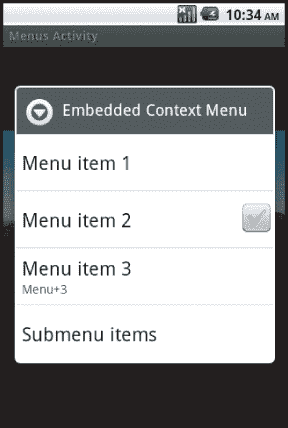 10:34 AM
Menus Activity
Embedded Context Menu
Menu item 1
Menu item 2
Menu item 3
Menu+3
Submenu items